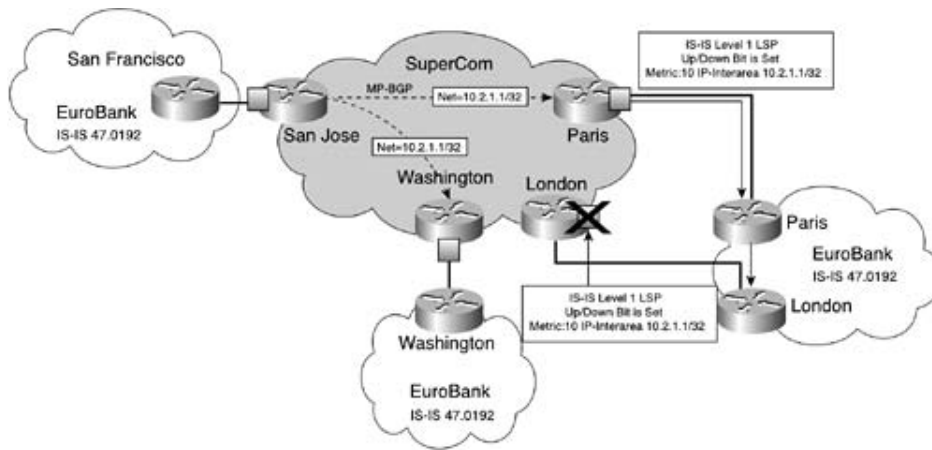 San Francisco
EuroBank
IS-IS 47.0192
SuperCom
MP-BGP
Net=10.2.1.1/32
San Jose
Paris
Net=10.2.1.1/32
Washington
London
IS-IS Level 1 LSP
Up/Down Bit is Set
Metric:10 IP-Interarea 10.2.1.1/32
Paris
EuroBank
IS-IS 47.0192
London
IS-IS Level 1 LSP
Up/Down Bit is Set
Metric:10 IP-Interarea 10.2.1.1/32
Washington
EuroBank
IS-IS 47.0192